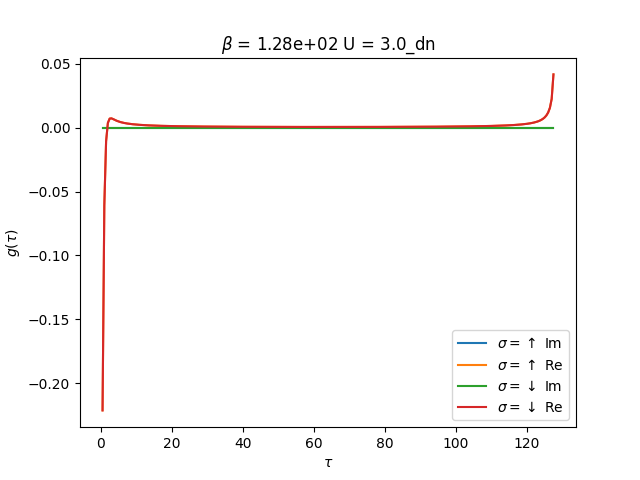 β = 1.28e+02 U = 3.0_dn
g(τ)
0.05
0.00
−0.05
−0.10
−0.15
−0.20
σ = ↑ Im
σ = ↑ Re
σ = ↓ Im
σ = ↓ Re
0 20 40 60 80 100 120
τ